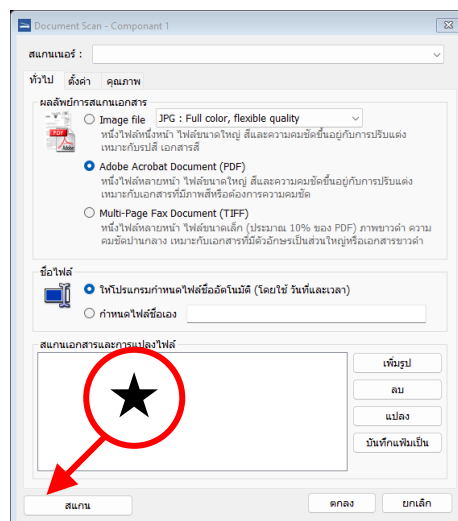 Document Scan - Componant 1
สแกนเนอร์ :
ทั่วไป ตั้งค่า คุณภาพ
ผลลัพย์การสแกนเอกสาร
Image file JPG : Full color, flexible quality
หนึ่งไฟล์หนึ่งหน้า ไฟล์ขนาดใหญ่ สีและความคมชัดขึ้นอยู่กับการปรับแต่ง
เหมาะกับรูปสี เอกสารสี
Adobe Acrobat Document (PDF)
หนึ่งไฟล์หลายหน้า ไฟล์ขนาดใหญ่ สีและความคมชัดขึ้นอยู่กับการปรับแต่ง
เหมาะกับเอกสารที่มีภาพสีหรือต้องการความคมชัด
Multi-Page Fax Document (TIFF)
หนึ่งไฟล์หลายหน้า ไฟล์ขนาดเล็ก (ประมาณ 10% ของ PDF) ภาพขาวดำ ความ
คมชัดปานกลาง เหมาะกับเอกสารที่มีตัวอักษรเป็นส่วนใหญ่หรือเอกสารขาวดำ
ชื่อไฟล์
ให้โปรแกรมกำหนดไฟล์ชื่ออัตโนมัติ (โดยใช้ วันที่และเวลา)
กำหนดไฟล์ชื่อเอง
สแกนเอกสารและการแปลงไฟล์
เพิ่มรูป
ลบ
แปลง
บันทึกแฟ้มเป็น
สแกน ตกลง ยกเลิก